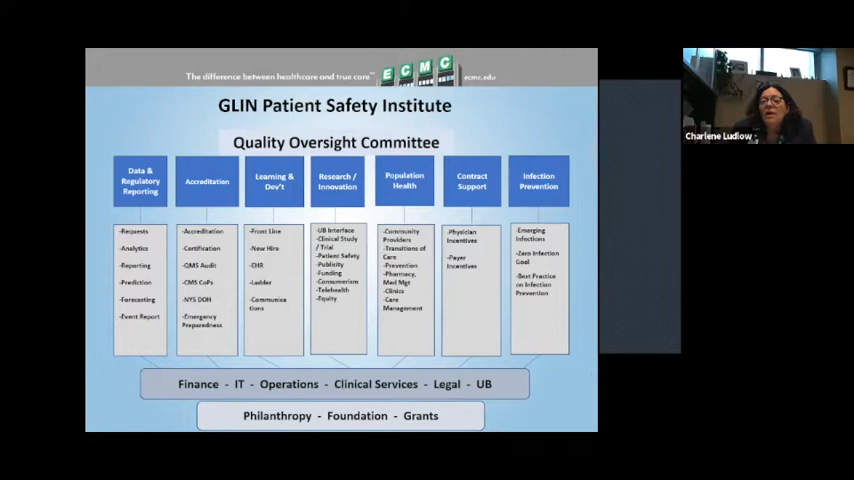 The difference between healthcare and true care™
ECMC
ecmc.edu
GLIN Patient Safety Institute
Quality Oversight Committee
Data &
Regulatory
Reporting
Accreditation
Learning &
Dev't
Research /
Innovation
Population
Health
Contract
Support
Infection
Prevention
-Requests
-Analytics
-Reporting
-Prediction
-Forecasting
-Event Report
-Accreditation
-Certification
-QMS Audit
-CMS CoPs
-NYS DOH
-Emergency
Preparedness
-Front Line
-New Hire
-EHR
-Ladder
-Communica
tions
-UB Interface
-Clinical Study
/ Trial
-Patient Safety
-Publicity
-Funding
-Consumerism
-Telehealth
-Equity
-Community
Providers
-Transitions of
Care
-Prevention
-Pharmacy,
Med Mgt
-Clinics
-Care
Management
-Physician
Incentives
-Payer
Incentives
-Emerging
Infections
-Zero Infection
Goal
-Best Practice
on Infection
Prevention
Finance - IT - Operations - Clinical Services - Legal - UB
Philanthropy - Foundation - Grants
Charlene Ludlow